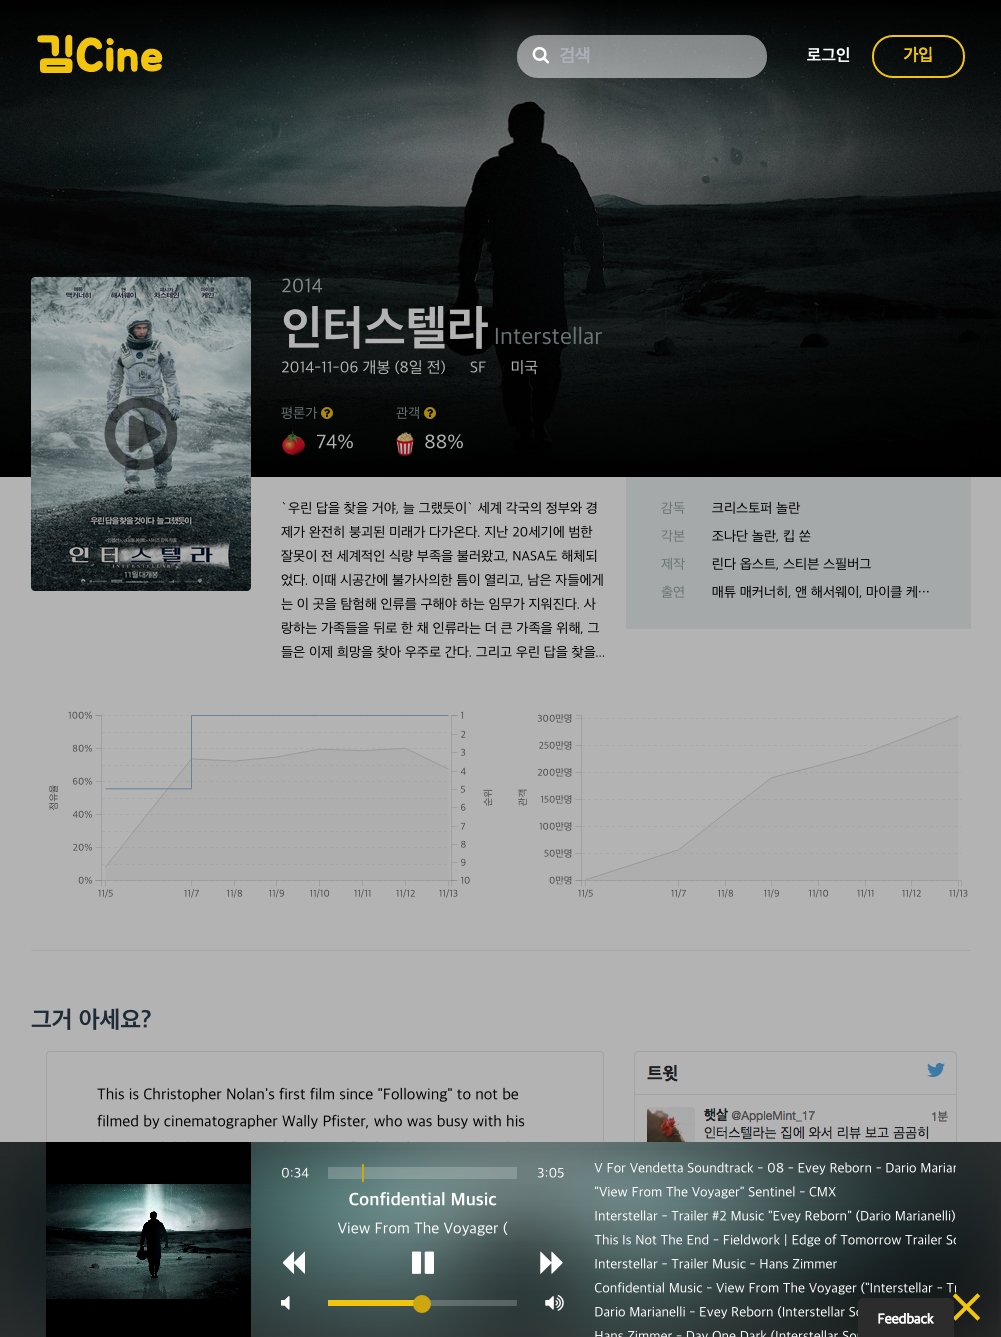 김Cine
검색
로그인
가입
매커너히 해서웨이 차스테인 케인
우리 답을 찾을 것이다 늘 그랬듯이
인터스텔라
INTERSTELLAR
11월 대개봉
2014
인터스텔라 Interstellar
2014-11-06 개봉 (8일 전) SF 미국
평론가 ? 관객 ?
74% 88%
`우린 답을 찾을 거야, 늘 그랬듯이` 세계 각국의 정부와 경
제가 완전히 붕괴된 미래가 다가온다. 지난 20세기에 범한
잘못이 전 세계적인 식량 부족을 불러왔고, NASA도 해체되
었다. 이때 시공간에 불가사의한 틈이 열리고, 남은 자들에게
는 이 곳을 탐험해 인류를 구해야 하는 임무가 지워진다. 사
랑하는 가족들을 뒤로 한 채 인류라는 더 큰 가족을 위해, 그
들은 이제 희망을 찾아 우주로 간다. 그리고 우린 답을 찾을...
감독 크리스토퍼 놀란
각본 조나단 놀란, 킵 쏜
제작 린다 옵스트, 스티븐 스필버그
출연 매튜 매커너히, 앤 해서웨이, 마이클 케…
점유율
100%
80%
60%
40%
20%
0%
순위
1
2
3
4
5
6
7
8
9
10
11/5 11/7 11/8 11/9 11/10 11/11 11/12 11/13
관객
300만명
250만명
200만명
150만명
100만명
50만명
0만명
11/5 11/7 11/8 11/9 11/10 11/11 11/12 11/13
그거 아세요?
This is Christopher Nolan's first film since "Following" to not be
filmed by cinematographer Wally Pfister, who was busy with his
트윗
햇살 @AppleMint_17 1분
인터스텔라는 집에 와서 리뷰 보고 곰곰히
0:34 3:05
Confidential Music
View From The Voyager (
V For Vendetta Soundtrack - 08 - Evey Reborn - Dario Marian
"View From The Voyager" Sentinel - CMX
Interstellar - Trailer #2 Music "Evey Reborn" (Dario Marianelli)
This Is Not The End - Fieldwork | Edge of Tomorrow Trailer So
Interstellar - Trailer Music - Hans Zimmer
Confidential Music - View From The Voyager ("Interstellar - Tr
Dario Marianelli - Evey Reborn (Interstellar So
Hans Zimmer - Day One Dark (Interstellar Sou
Feedback